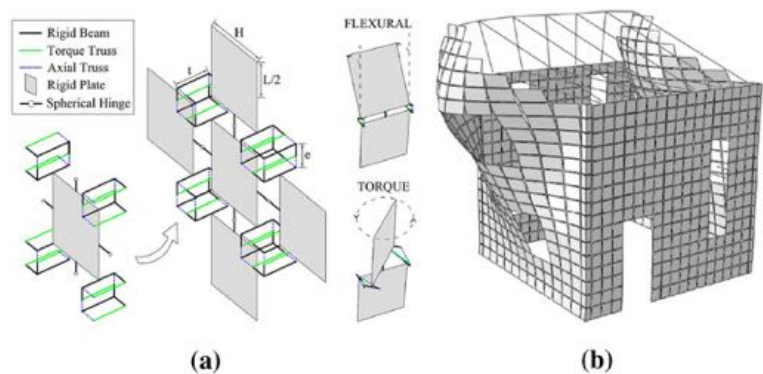 Rigid Beam
Torque Truss
Axial Truss
Rigid Plate
Spherical Hinge
H
t
L/2
e
FLEXURAL
TORQUE
(a)
(b)